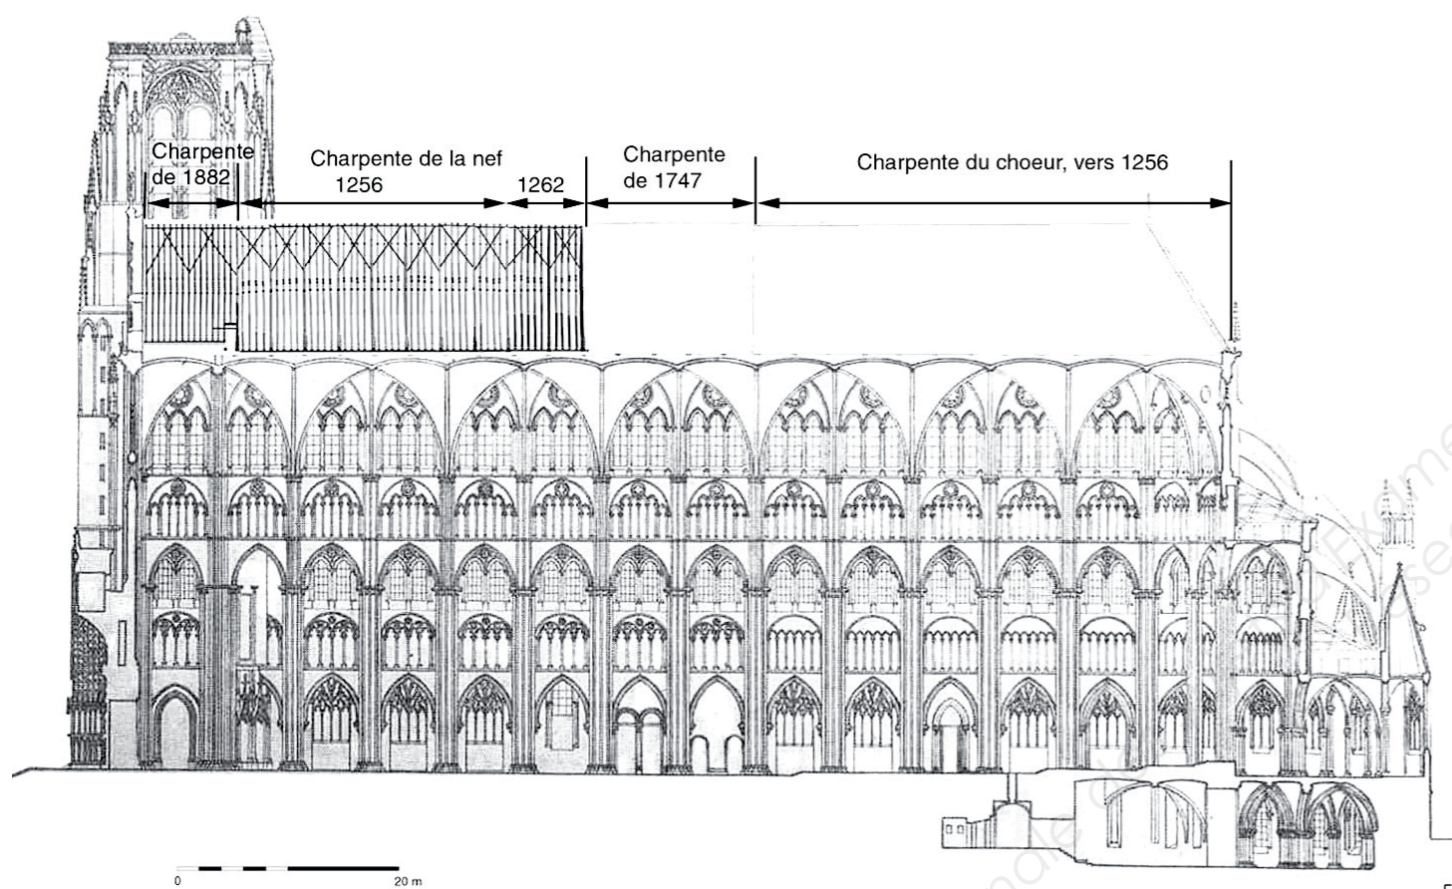 Charpente
de 1882
Charpente de la nef
1256
1262
Charpente
de 1747
Charpente du choeur, vers 1256
0
20 m